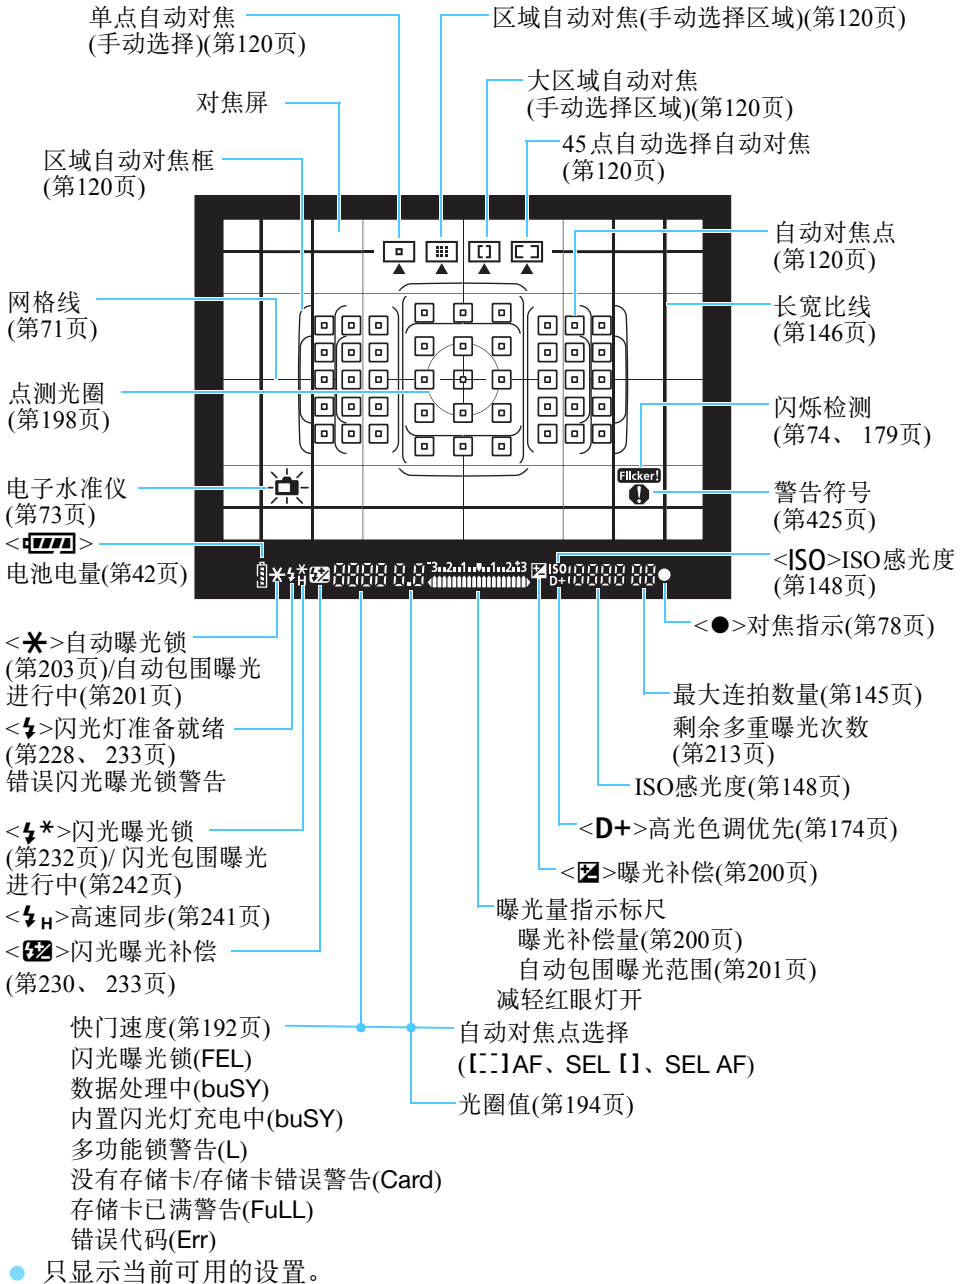 单点自动对焦
(手动选择)(第120页)
区域自动对焦(手动选择区域)(第120页)
大区域自动对焦
(手动选择区域)(第120页)
对焦屏
45点自动选择自动对焦
(第120页)
区域自动对焦框
(第120页)
自动对焦点
(第120页)
网格线
(第71页)
长宽比线
(第146页)
点测光圈
(第198页)
闪烁检测
(第74、179页)
Flicker!
电子水准仪
(第73页)
警告符号
(第425页)
< >
电池电量(第42页)
<ISO>ISO感光度
(第148页)
3..2..1..▼..1..2..3
ISO
D+
H
<●>对焦指示(第78页)
<✱>自动曝光锁
(第203页)/自动包围曝光
进行中(第201页)
最大连拍数量(第145页)
剩余多重曝光次数
(第213页)
<⚡>闪光灯准备就绪
(第228、233页)
错误闪光曝光锁警告
ISO感光度(第148页)
<⚡*>闪光曝光锁
(第232页)/ 闪光包围曝光
进行中(第242页)
<D+>高光色调优先(第174页)
< >曝光补偿(第200页)
<⚡H>高速同步(第241页)
曝光量指示标尺
曝光补偿量(第200页)
自动包围曝光范围(第201页)
减轻红眼灯开
< >闪光曝光补偿
(第230、233页)
快门速度(第192页)
闪光曝光锁(FEL)
数据处理中(buSY)
内置闪光灯充电中(buSY)
多功能锁警告(L)
没有存储卡/存储卡错误警告(Card)
存储卡已满警告(FuLL)
错误代码(Err)
自动对焦点选择
([ ]AF、SEL [ ]、SEL AF)
光圈值(第194页)
● 只显示当前可用的设置。